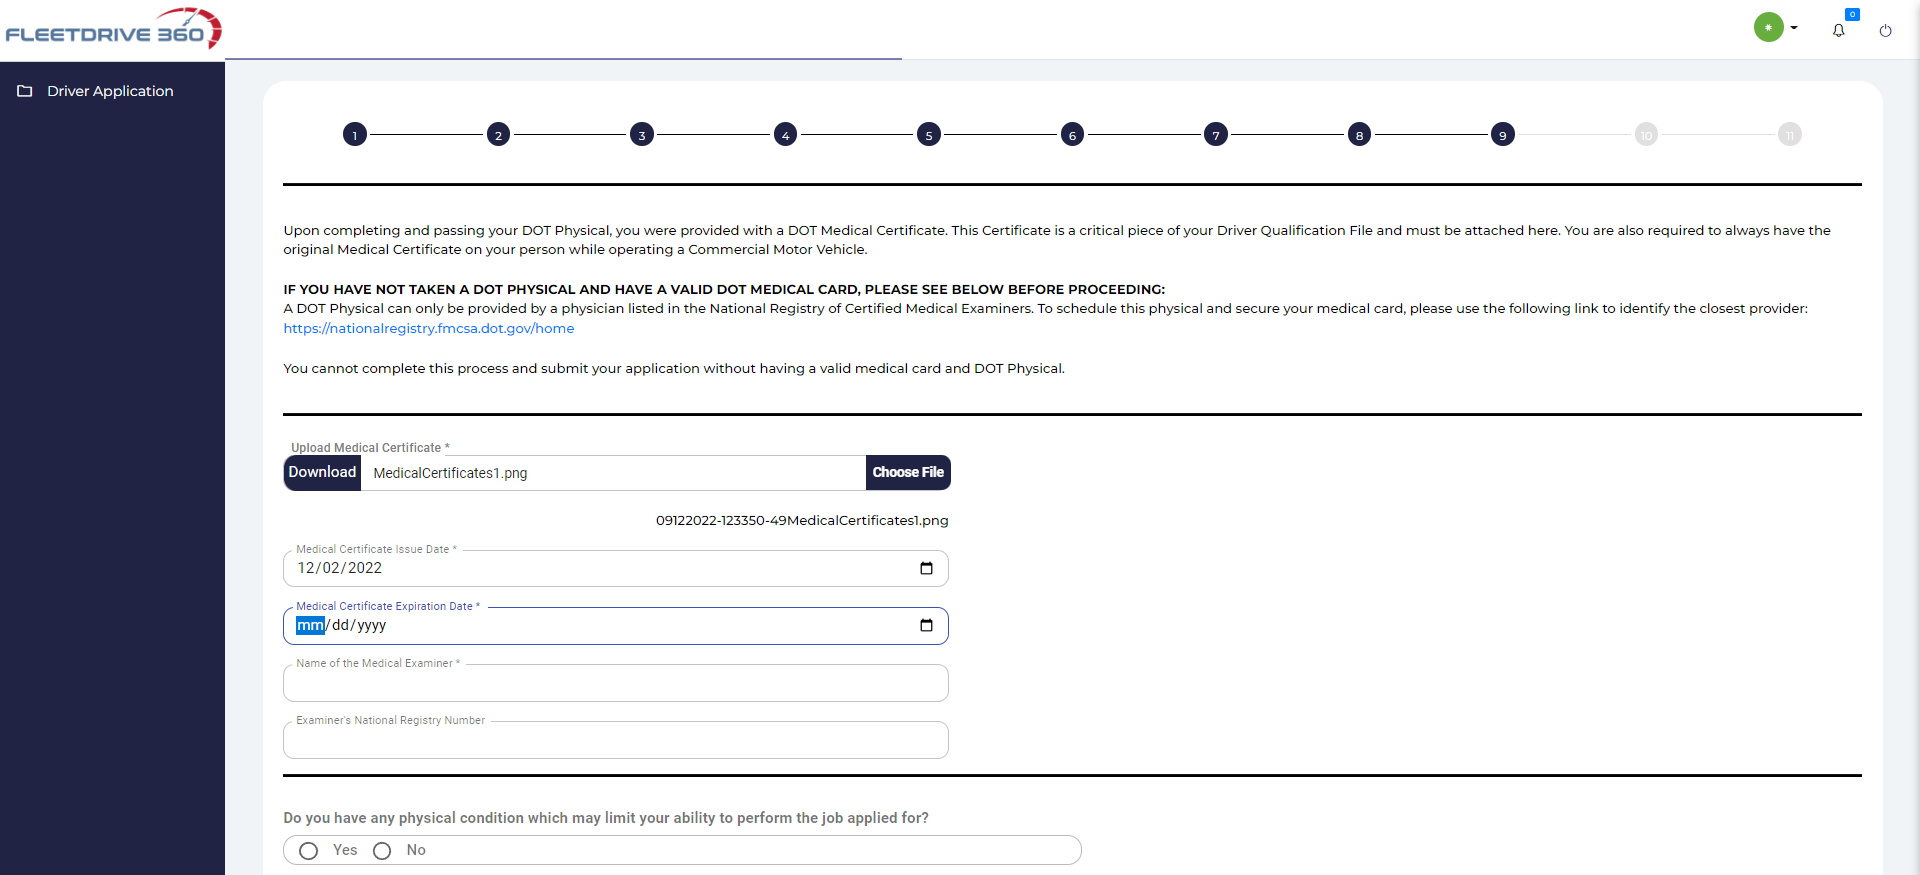 FLEETDRIVE 360
0
Driver Application
1 2 3 4 5 6 7 8 9 10 11
Upon completing and passing your DOT Physical, you were provided with a DOT Medical Certificate. This Certificate is a critical piece of your Driver Qualification File and must be attached here. You are also required to always have the
original Medical Certificate on your person while operating a Commercial Motor Vehicle.
IF YOU HAVE NOT TAKEN A DOT PHYSICAL AND HAVE A VALID DOT MEDICAL CARD, PLEASE SEE BELOW BEFORE PROCEEDING:
A DOT Physical can only be provided by a physician listed in the National Registry of Certified Medical Examiners. To schedule this physical and secure your medical card, please use the following link to identify the closest provider:
https://nationalregistry.fmcsa.dot.gov/home
You cannot complete this process and submit your application without having a valid medical card and DOT Physical.
Upload Medical Certificate *
Download MedicalCertificates1.png Choose File
09122022-123350-49MedicalCertificates1.png
Medical Certificate Issue Date *
12/02/2022
Medical Certificate Expiration Date *
mm/dd/yyyy
Name of the Medical Examiner *
Examiner's National Registry Number
Do you have any physical condition which may limit your ability to perform the job applied for?
Yes No